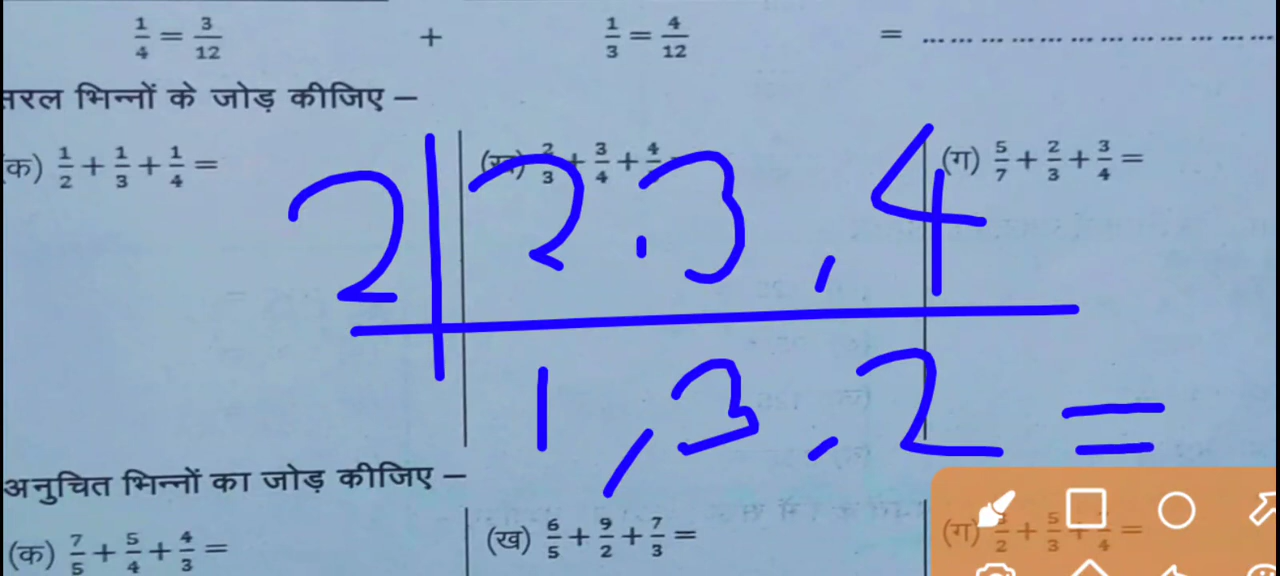 1/4 = 3/12 + 1/3 = 4/12 = ... ... ... ... ... ... ... ... ... ... ... ...
सरल भिन्नों के जोड़ कीजिए –
(क) 1/2 + 1/3 + 1/4 = (ख) 2/3 + 3/4 + (ग) 5/7 + 2/3 + 3/4 =
2 | 2 . 3 , 4
1 , 3 , 2 =
अनुचित भिन्नों का जोड़ कीजिए –
(क) 7/5 + 5/4 + 4/3 = (ख) 6/5 + 9/2 + 7/3 = (ग) + 5/3 + =